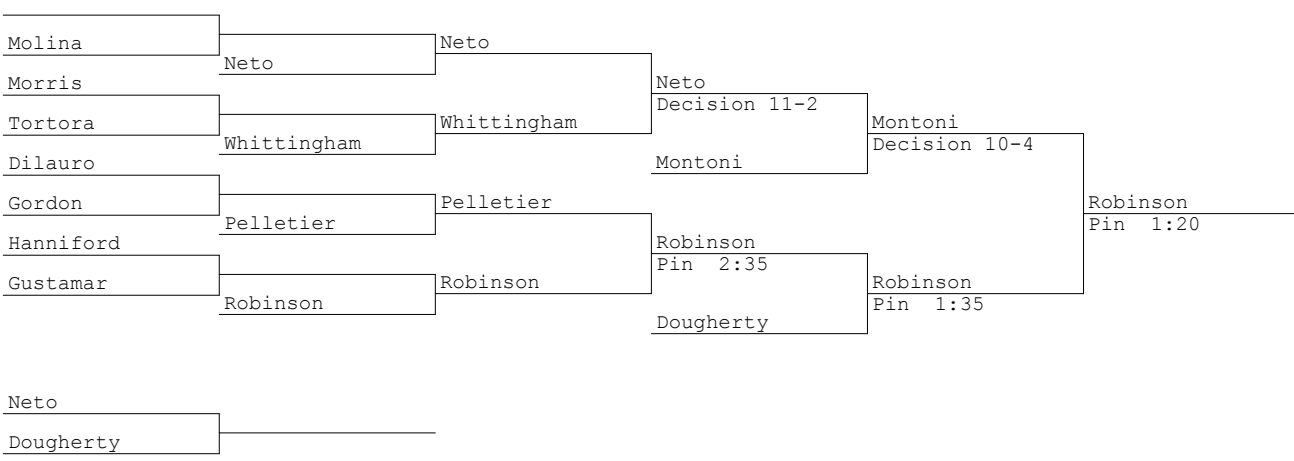 Molina
Neto
Neto
Morris
Neto
Decision 11-2
Tortora
Whittingham
Whittingham
Montoni
Decision 10-4
Dilauro
Montoni
Gordon
Pelletier
Pelletier
Robinson
Pin 1:20
Hanniford
Robinson
Pin 2:35
Gustamar
Robinson
Robinson
Robinson
Pin 1:35
Dougherty
Neto
Dougherty